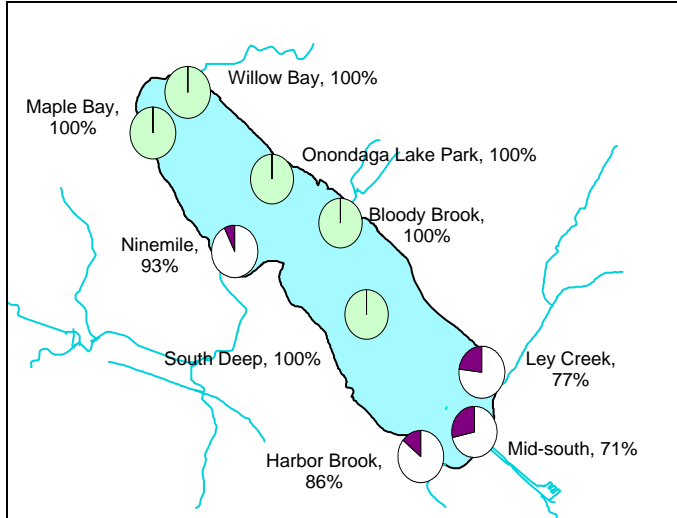 Willow Bay, 100%
Maple Bay,
100%
Onondaga Lake Park, 100%
Bloody Brook,
100%
Ninemile,
93%
South Deep, 100%
Ley Creek,
77%
Mid-south, 71%
Harbor Brook,
86%